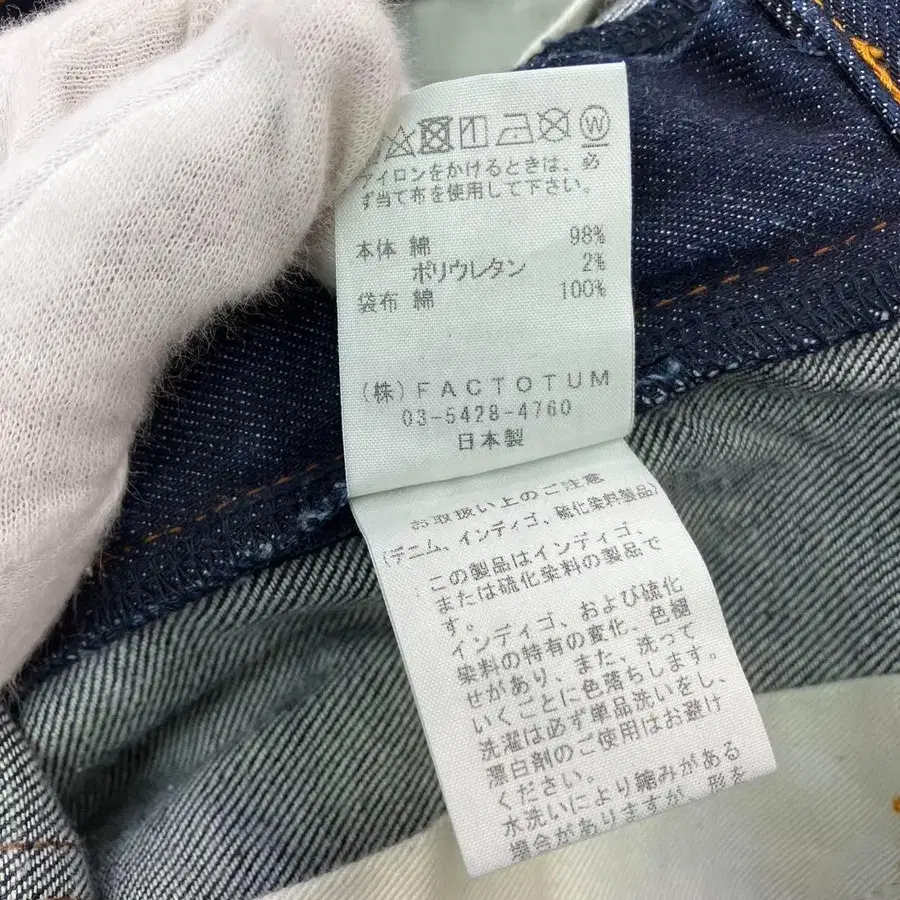 W
アイロンをかけるときは、必
ず当て布を使用して下さい。
本体 綿 98%
ポリウレタン 2%
袋布 綿 100%
(株)FACTOTUM
03-5428-4760
日本製
お取扱い上のご注意
(デニム、インディゴ、硫化染料製品)
この製品はインディゴ、
または硫化染料の製品で
す。
インディゴ、および硫化
染料の特有の変化、色褪
せがあり、また、洗って
いくごとに色落ちします。
洗濯は必ず単品洗いをし、
漂白剤のご使用はお避け
ください。
水洗いにより縮みがある
場合がありますが、形を